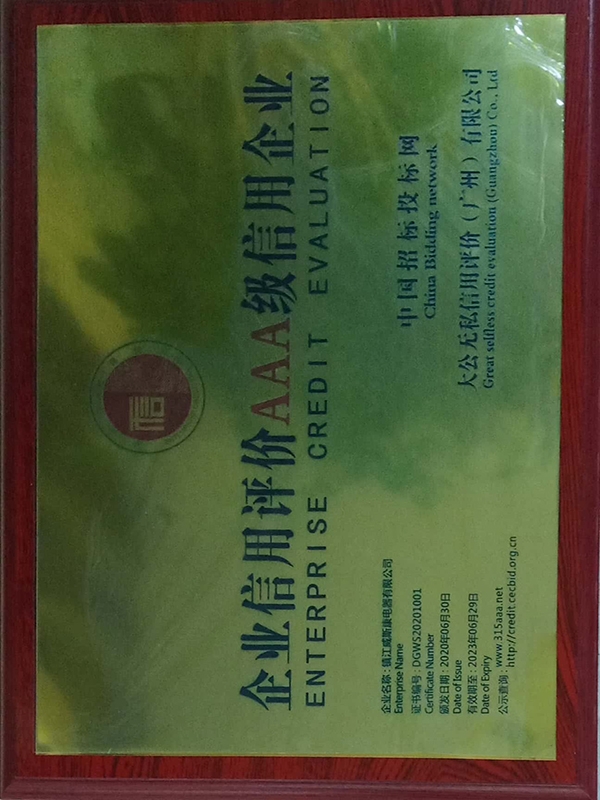 信
企业信用评价AAA级信用企业
ENTERPRISE CREDIT EVALUATION
中国招标投标网
China Bidding network
大公无私信用评价（广州）有限公司
Great selfless credit evaluation (Guangzhou) Co., Ltd
企业名称：镇江威斯康电器有限公司
Enterprise Name
证书编号：DGWS20201001
Certificate Number
颁发日期：2020年06月30日
Date of Issue
有效期至：2023年06月29日
Date of Expiry
公示查询：www.315aaa.net
http://credit.cecbid.org.cn